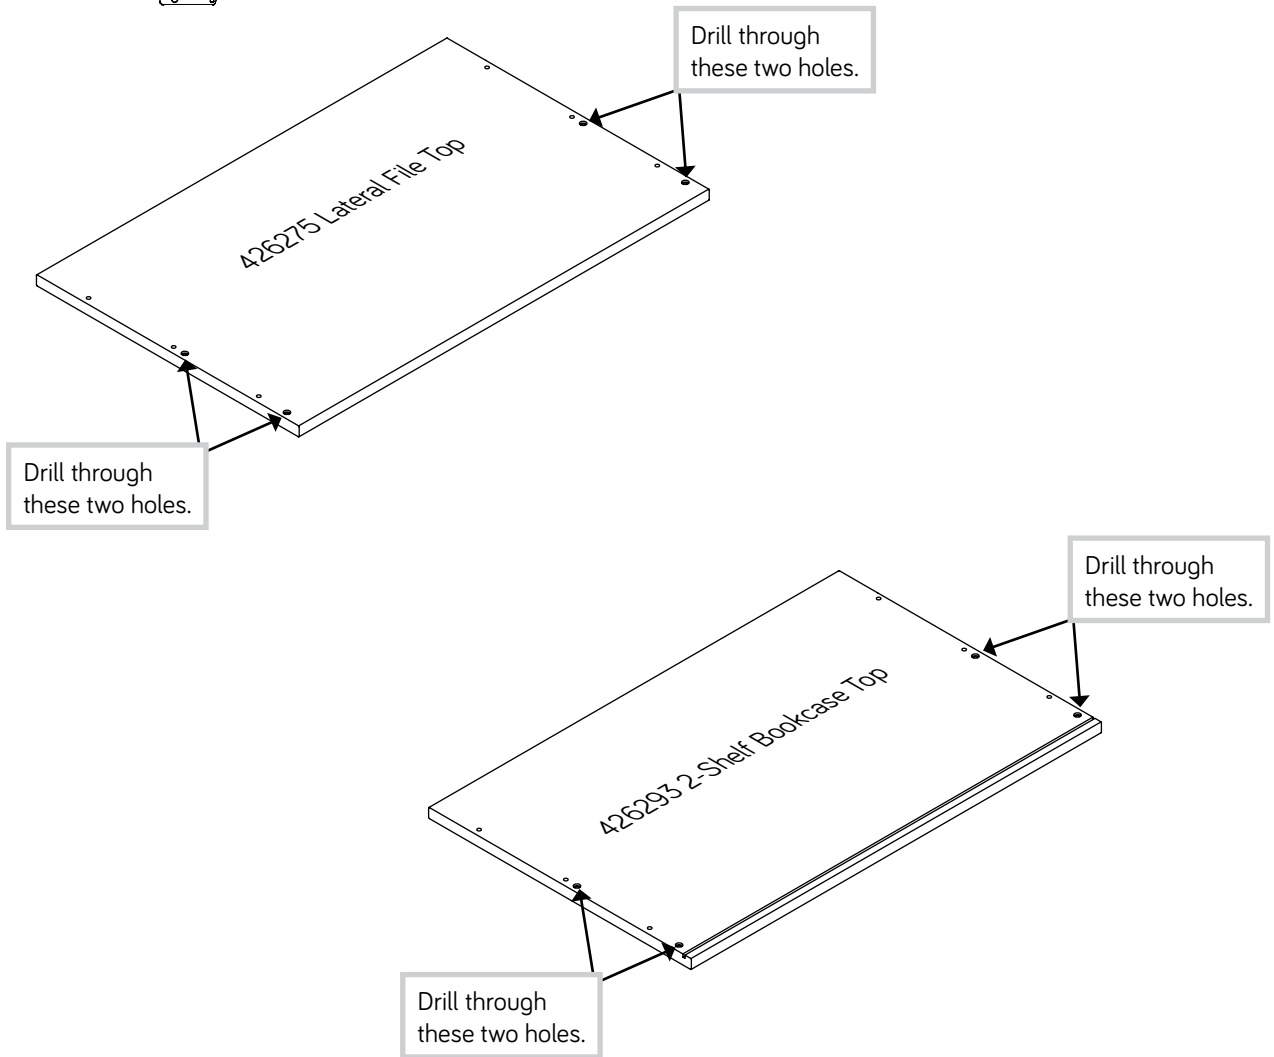 Drill through
these two holes.
426275 Lateral File Top
Drill through
these two holes.
Drill through
these two holes.
426293 2-Shelf Bookcase Top
Drill through
these two holes.